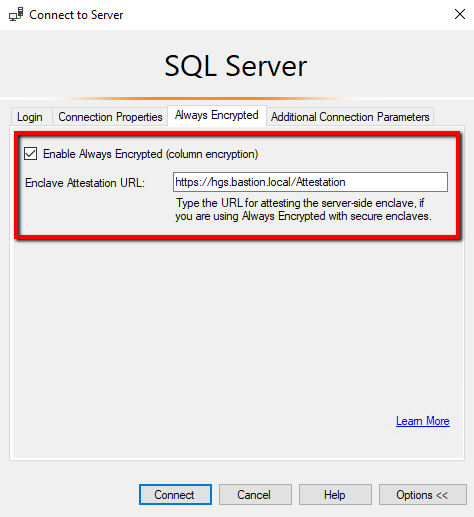 Connect to Server
SQL Server
Login Connection Properties Always Encrypted Additional Connection Parameters
Enable Always Encrypted (column encryption)
Enclave Attestation URL: https://hgs.bastion.local/Attestation
Type the URL for attesting the server-side enclave, if
you are using Always Encrypted with secure enclaves.
Learn More
Connect Cancel Help Options <<